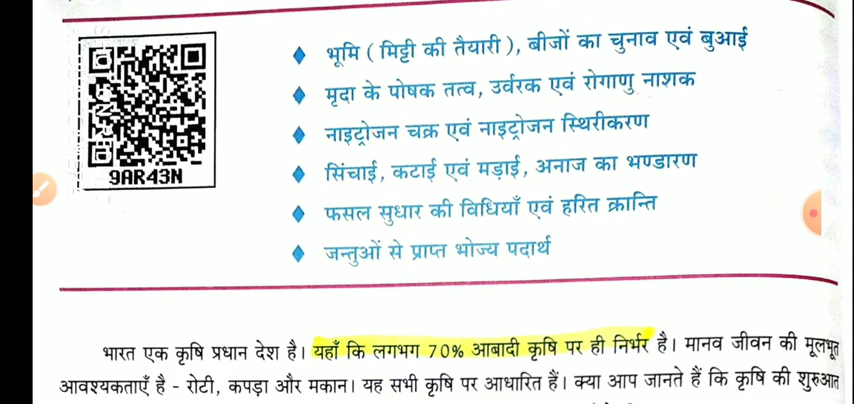 भूमि ( मिट्टी की तैयारी ), बीजों का चुनाव एवं बुआई
मृदा के पोषक तत्व, उर्वरक एवं रोगाणु नाशक
नाइट्रोजन चक्र एवं नाइट्रोजन स्थिरीकरण
सिंचाई, कटाई एवं मड़ाई, अनाज का भण्डारण
फसल सुधार की विधियाँ एवं हरित क्रान्ति
जन्तुओं से प्राप्त भोज्य पदार्थ
9AR43N
भारत एक कृषि प्रधान देश है। यहाँ कि लगभग 70% आबादी कृषि पर ही निर्भर है। मानव जीवन की मूलभूत
आवश्यकताएँ है - रोटी, कपड़ा और मकान। यह सभी कृषि पर आधारित हैं। क्या आप जानते हैं कि कृषि की शुरुआत